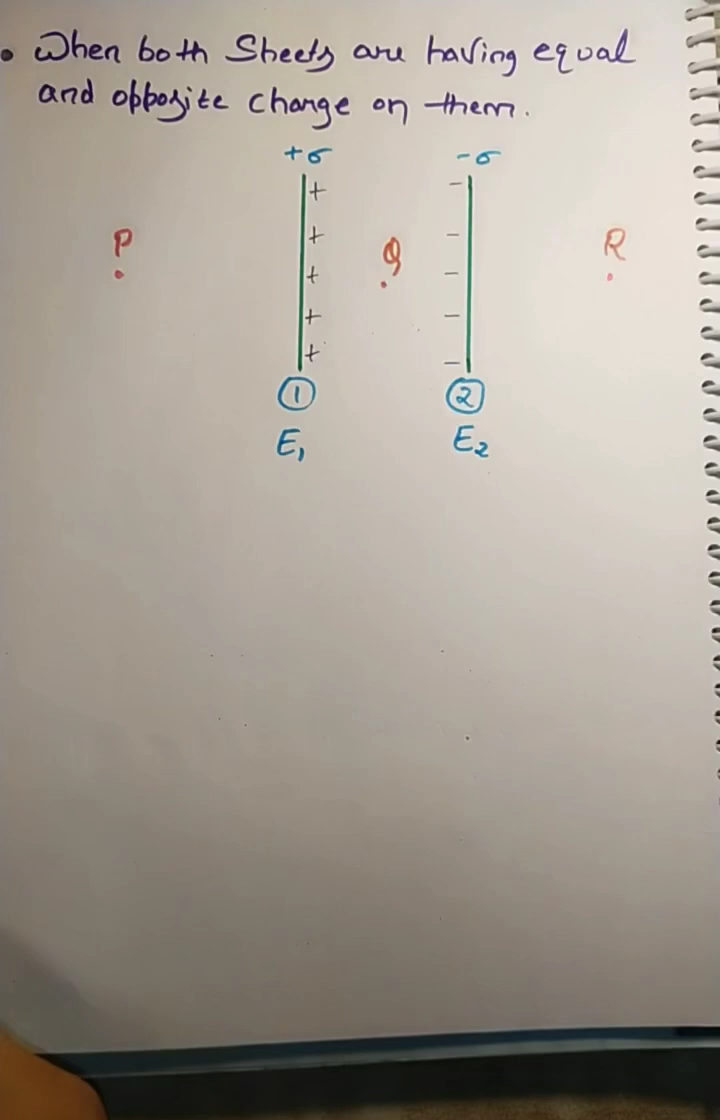 • When both Sheets are having equal
and opposite charge on them.
+σ -σ
P Q R
+ -
+ -
+ -
+ -
+ -
① ②
E₁ E₂